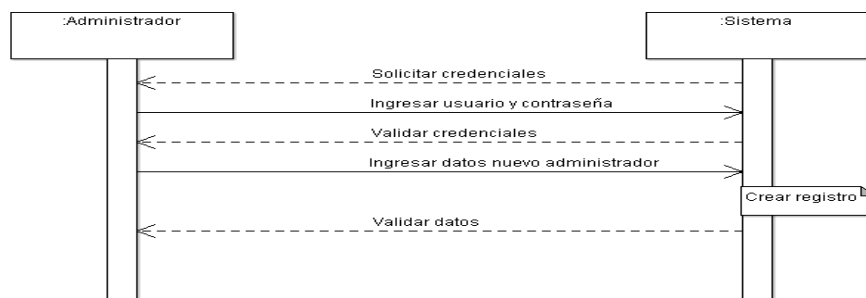 :Administrador
:Sistema
Solicitar credenciales
Ingresar usuario y contraseña
Validar credenciales
Ingresar datos nuevo administrador
Crear registro
Validar datos